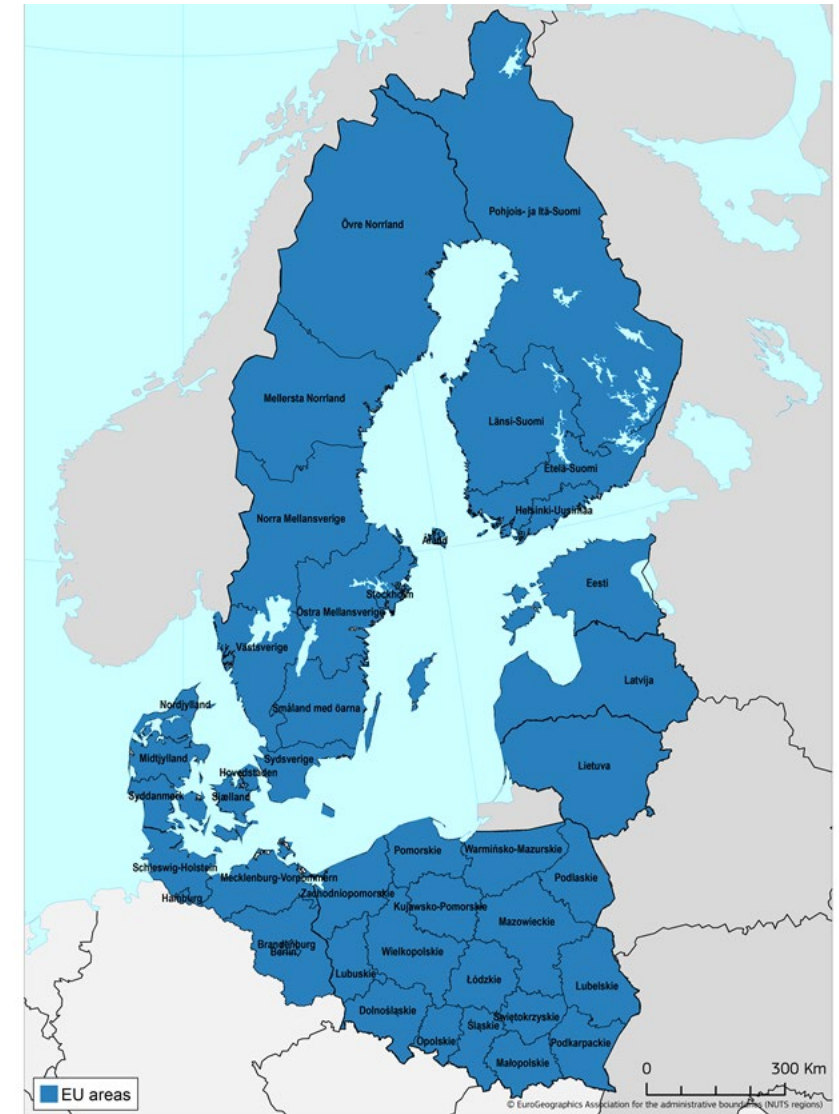 Pohjois- ja Itä-Suomi
Övre Norrland
Mellersta Norrland
Länsi-Suomi
Etelä-Suomi
Helsinki-Uusimaa
Norra Mellansverige
Åland
Eesti
Stockholm
Östra Mellansverige
Västsverige
Latvija
Nordjylland
Småland med öarna
Midtjylland
Sydsverige
Lietuva
Hovedstaden
Syddanmark
Sjælland
Pomorskie
Warmińsko-Mazurskie
Schleswig-Holstein
Mecklenburg-Vorpommern
Podlaskie
Zachodniopomorskie
Hamburg
Kujawsko-Pomorskie
Mazowieckie
Brandenburg
Berlin
Wielkopolskie
Lubuskie
Łódzkie
Lubelskie
Dolnośląskie
Świętokrzyskie
Śląskie
Opolskie
Podkarpackie
Małopolskie
0 300 Km
EU areas
© EuroGeographics Association for the administrative boundaries (NUTS regions)